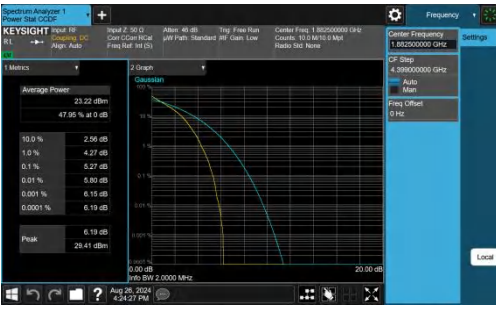 Spectrum Analyzer 1
Power Stat CCDF
+
Frequency
KEYSIGHT
Input: RF
Input Z: 50 Ω
Atten: 46 dB
Trig: Free Run
Center Freq: 1.882500000 GHz
RL
Coupling: DC
Corr CCorr RCal
µW Path: Standard
IF Gain: Low
Counts: 10.0 M/10.0 Mpt
Align: Auto
Freq Ref: Int (S)
Radio Std: None
Center Frequency
1.882500000 GHz
Settings
CF Step
4.399000000 GHz
Auto
Man
Freq Offset
0 Hz
1 Metrics
2 Graph
Gaussian
Average Power
23.22 dBm
47.95 % at 0 dB
10.0 % 2.56 dB
1.0 % 4.27 dB
0.1 % 5.27 dB
0.01 % 5.80 dB
0.001 % 6.15 dB
0.0001 % 6.19 dB
Peak 6.19 dB
29.41 dBm
100 %
10 %
1 %
0.1 %
0.001 %
0.0001 %
0.00 dB
20.00 dB
Info BW 2.0000 MHz
Local
?
Aug 26, 2024
4:24:27 PM